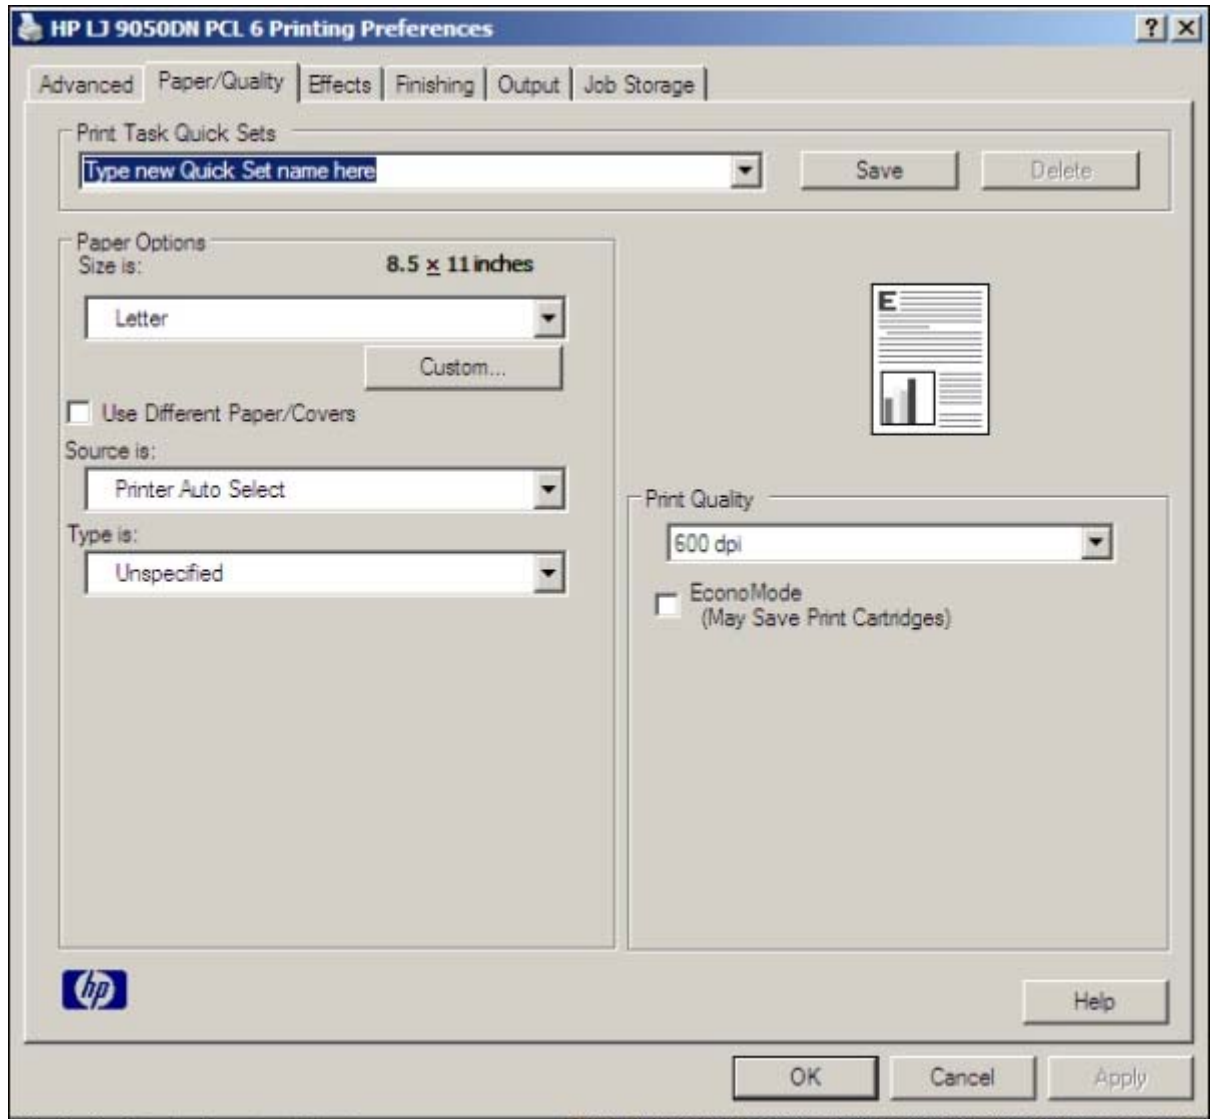 HP LJ 9050DN PCL 6 Printing Preferences
Advanced Paper/Quality Effects Finishing Output Job Storage
Print Task Quick Sets
Type new Quick Set name here Save Delete
Paper Options
Size is: 8.5 x 11 inches
Letter
E
Custom...
Use Different Paper/Covers
Source is:
Printer Auto Select
Print Quality
Type is:
600 dpi
Unspecified
EconoMode
(May Save Print Cartridges)
hp
Help
OK Cancel Apply